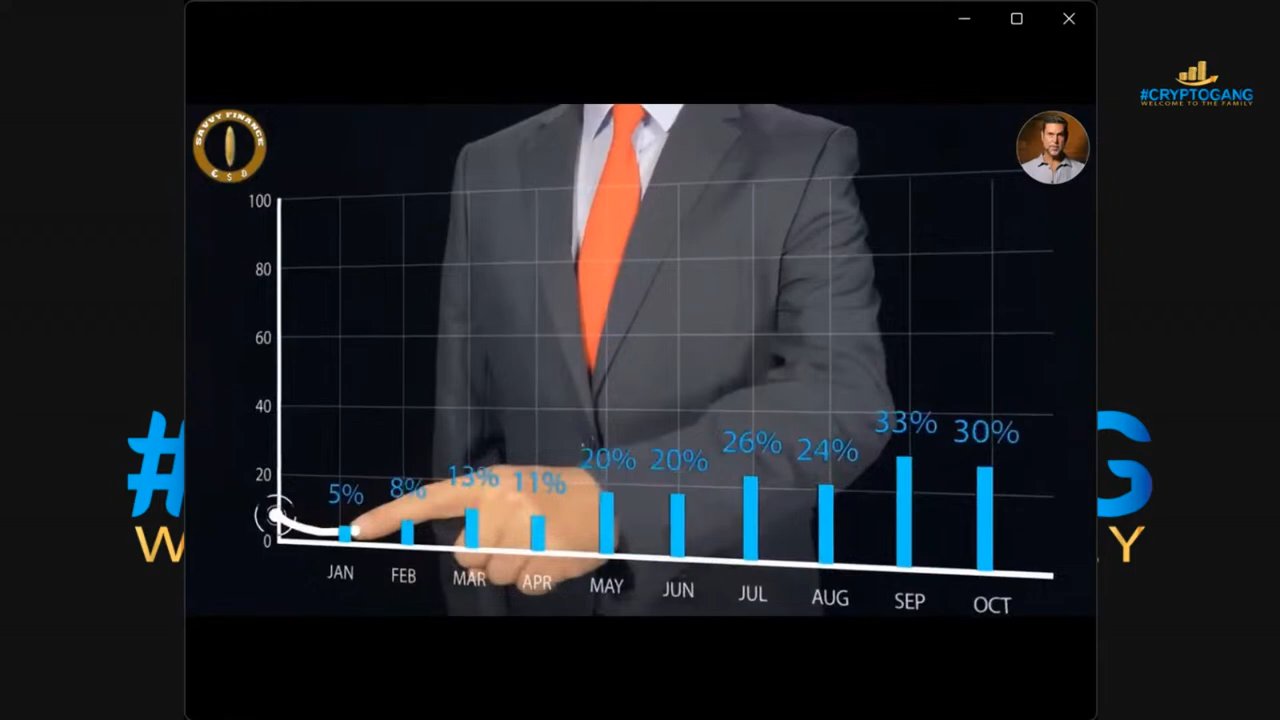 #CRYPTOGANG
WELCOME TO THE FAMILY
SAVVY FINANCE
100
80
60
40
20
0
5%
8%
13%
11%
20%
20%
26%
24%
33%
30%
JAN
FEB
MAR
APR
MAY
JUN
JUL
AUG
SEP
OCT
#
G
W
Y